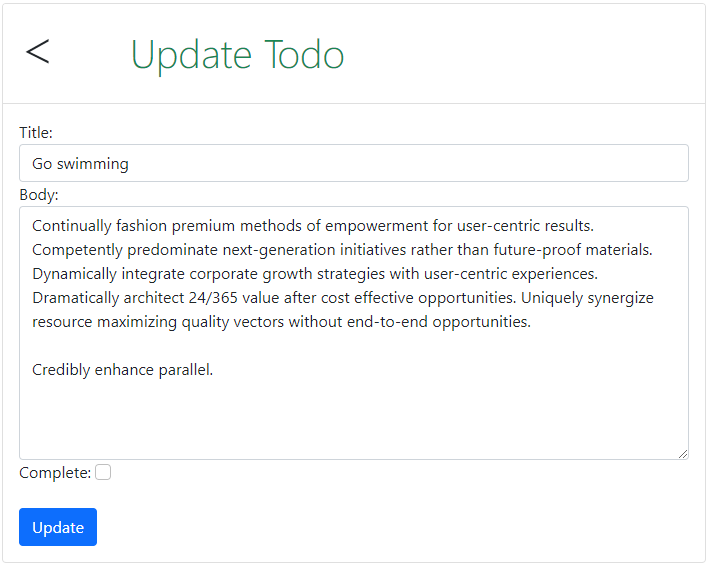 <
Update Todo
Title:
Go swimming
Body:
Continually fashion premium methods of empowerment for user-centric results.
Competently predominate next-generation initiatives rather than future-proof materials.
Dynamically integrate corporate growth strategies with user-centric experiences.
Dramatically architect 24/365 value after cost effective opportunities. Uniquely synergize
resource maximizing quality vectors without end-to-end opportunities.
Credibly enhance parallel.
Complete:
Update